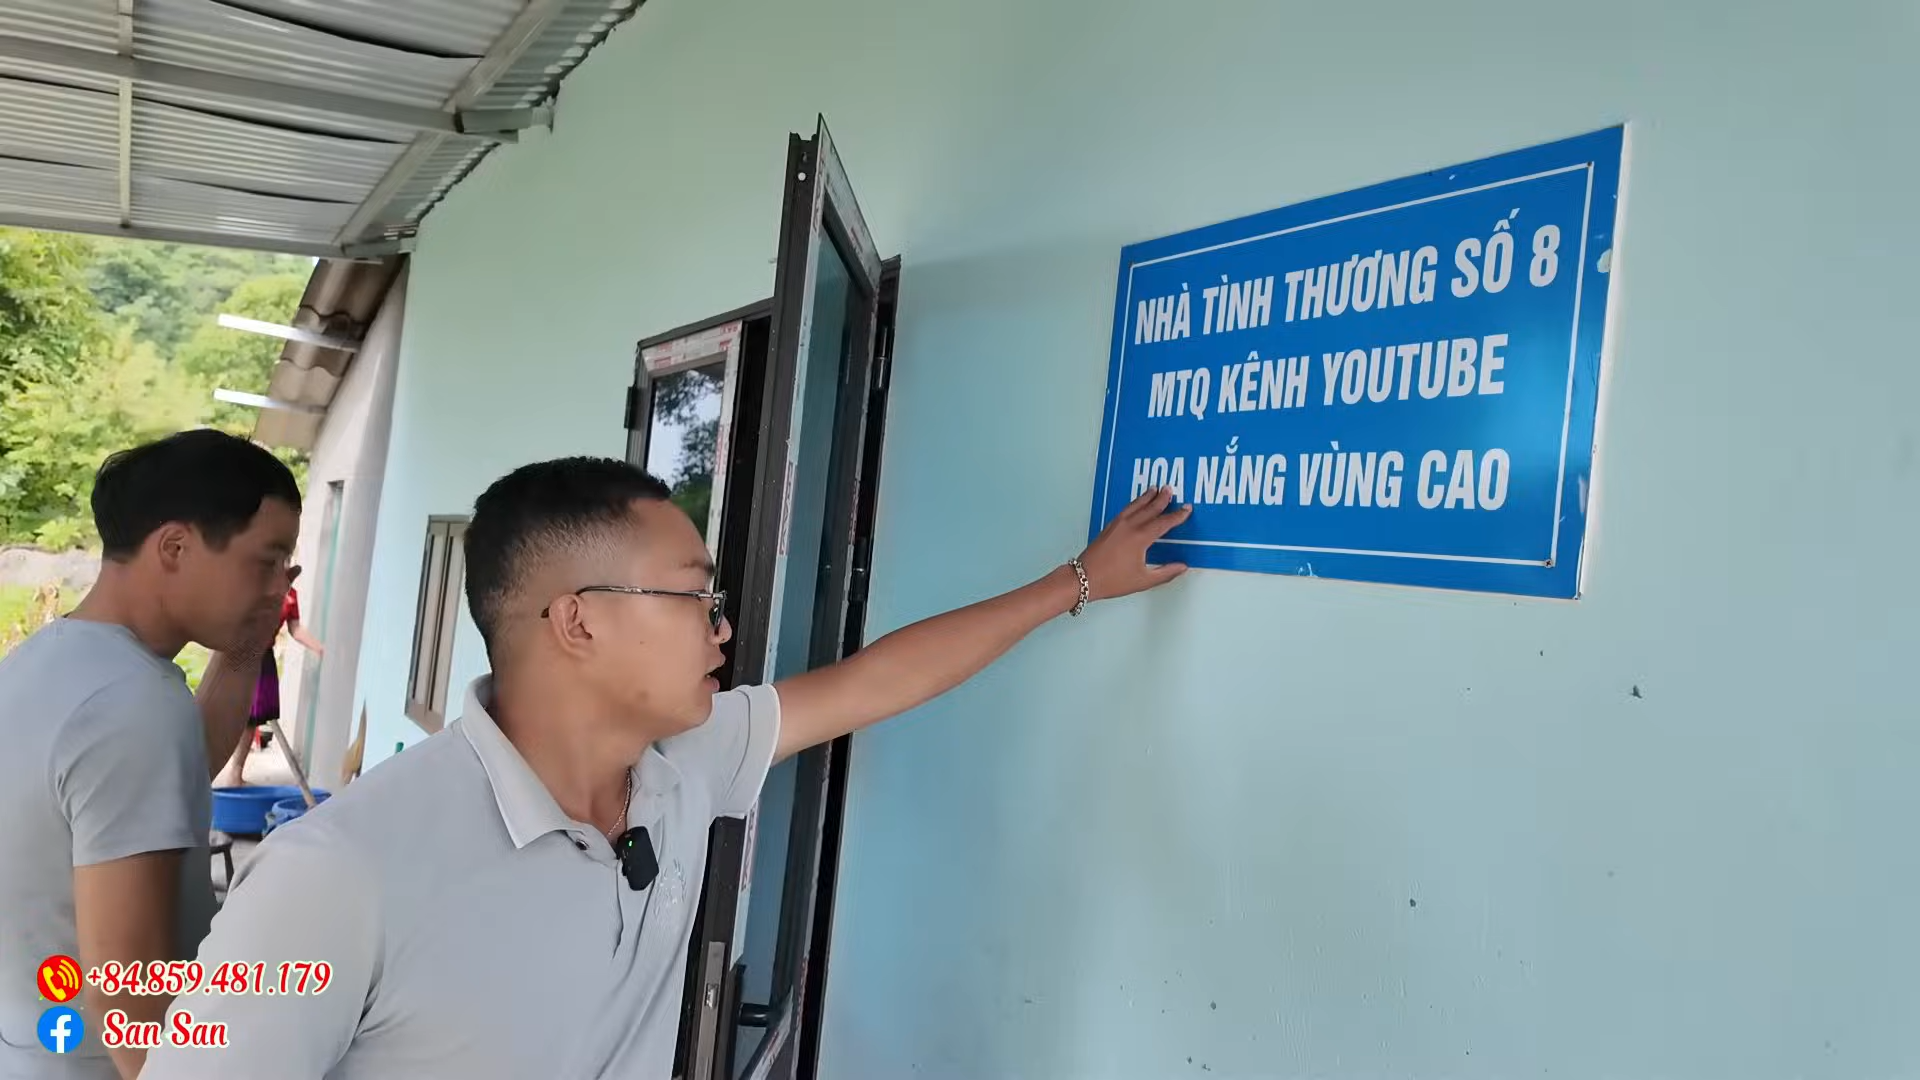 NHÀ TÌNH THƯƠNG SỐ 8
MTQ KÊNH YOUTUBE
HOA NẮNG VÙNG CAO
+84.859.481.179
San San